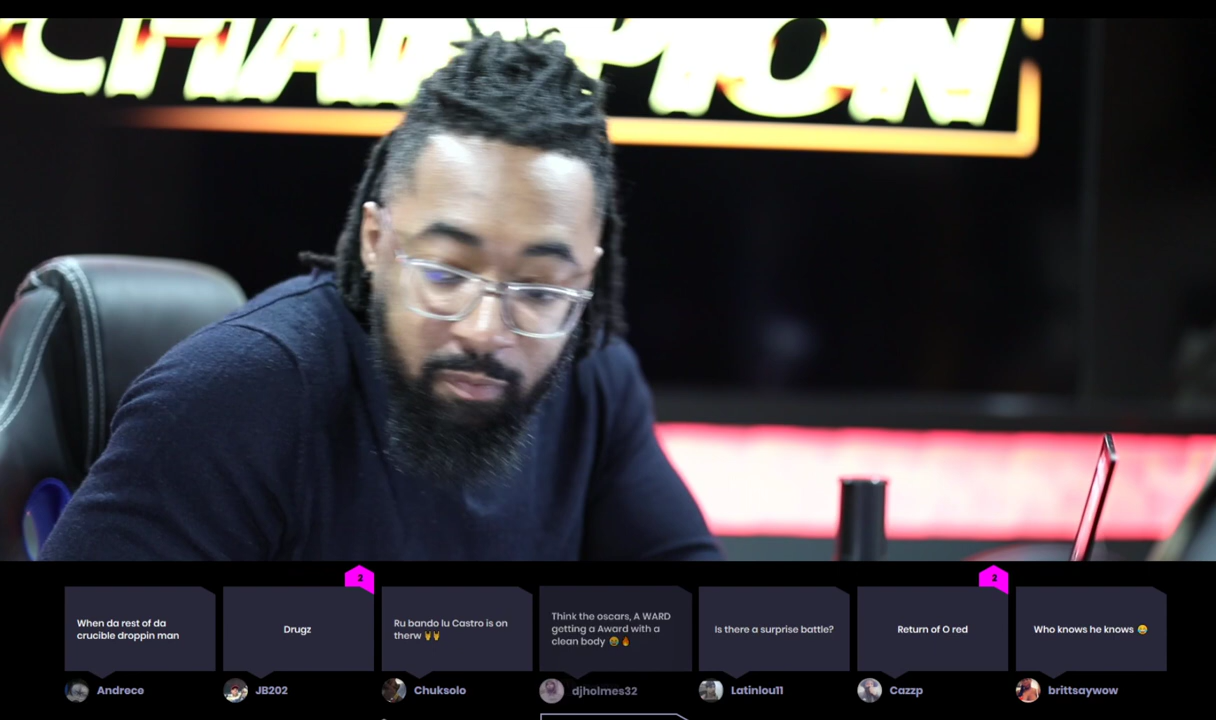 CHAMPION
2
2
When da rest of da
crucible droppin man
Drugz
Ru bando lu Castro is on
therw 🤘🤘
Think the oscars, A WARD
getting a Award with a
clean body 😆🔥
Is there a surprise battle?
Return of O red
Who knows he knows 😂
Andrece
JB202
Chuksolo
djholmes32
Latinlou11
Cazzp
brittsaywow